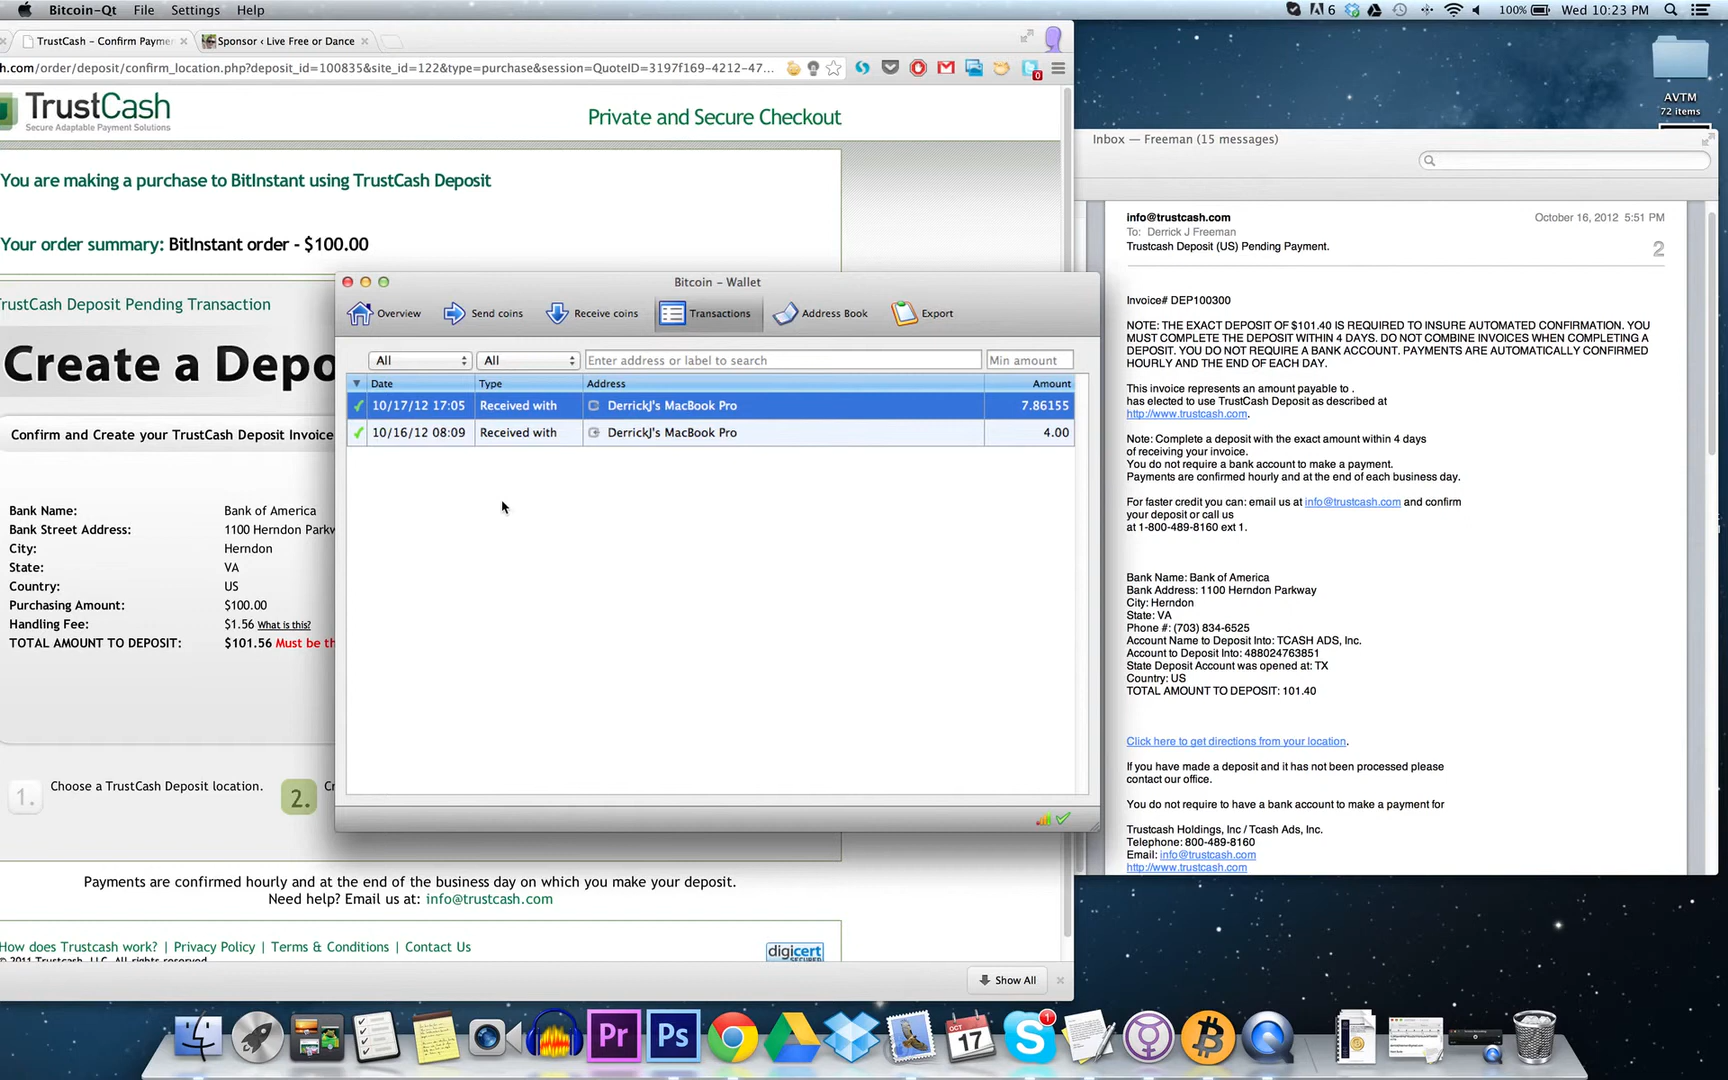 Bitcoin-Qt File Settings Help
6 100% Wed 10:23 PM
TrustCash – Confirm Payme
Sponsor ‹ Live Free or Dance
h.com/order/deposit/confirm_location.php?deposit_id=100835&site_id=122&type=purchase&session=QuoteID=3197f169-4212-47...
0
TrustCash
Secure Adaptable Payment Solutions
Private and Secure Checkout
You are making a purchase to BitInstant using TrustCash Deposit
Your order summary: BitInstant order - $100.00
TrustCash Deposit Pending Transaction
Create a Depo
Confirm and Create your TrustCash Deposit Invoice
Bank Name: Bank of America
Bank Street Address: 1100 Herndon Parkw
City: Herndon
State: VA
Country: US
Purchasing Amount: $100.00
Handling Fee: $1.56 What is this?
TOTAL AMOUNT TO DEPOSIT: $101.56 Must be th
1. Choose a TrustCash Deposit location.
2. Cr
Payments are confirmed hourly and at the end of the business day on which you make your deposit.
Need help? Email us at: info@trustcash.com
How does Trustcash work? | Privacy Policy | Terms & Conditions | Contact Us
© 2011 Trustcash, LLC. All rights reserved
digicert
SECURED
Show All
Bitcoin – Wallet
Overview Send coins Receive coins Transactions Address Book Export
All All Enter address or label to search Min amount
Date Type Address Amount
10/17/12 17:05 Received with DerrickJ's MacBook Pro 7.86155
10/16/12 08:09 Received with DerrickJ's MacBook Pro 4.00
AVTM
72 items
Inbox — Freeman (15 messages)
info@trustcash.com October 16, 2012 5:51 PM
To: Derrick J Freeman
Trustcash Deposit (US) Pending Payment. 2
Invoice# DEP100300
NOTE: THE EXACT DEPOSIT OF $101.40 IS REQUIRED TO INSURE AUTOMATED CONFIRMATION. YOU
MUST COMPLETE THE DEPOSIT WITHIN 4 DAYS. DO NOT COMBINE INVOICES WHEN COMPLETING A
DEPOSIT. YOU DO NOT REQUIRE A BANK ACCOUNT. PAYMENTS ARE AUTOMATICALLY CONFIRMED
HOURLY AND THE END OF EACH DAY.
This invoice represents an amount payable to .
has elected to use TrustCash Deposit as described at
http://www.trustcash.com.
Note: Complete a deposit with the exact amount within 4 days
of receiving your invoice.
You do not require a bank account to make a payment.
Payments are confirmed hourly and at the end of each business day.
For faster credit you can: email us at info@trustcash.com and confirm
your deposit or call us
at 1-800-489-8160 ext 1.
Bank Name: Bank of America
Bank Address: 1100 Herndon Parkway
City: Herndon
State: VA
Phone #: (703) 834-6525
Account Name to Deposit Into: TCASH ADS, Inc.
Account to Deposit Into: 488024763851
State Deposit Account was opened at: TX
Country: US
TOTAL AMOUNT TO DEPOSIT: 101.40
Click here to get directions from your location.
If you have made a deposit and it has not been processed please
contact our office.
You do not require to have a bank account to make a payment for
Trustcash Holdings, Inc / Tcash Ads, Inc.
Telephone: 800-489-8160
Email: info@trustcash.com
http://www.trustcash.com
Pr Ps OCT 17 1